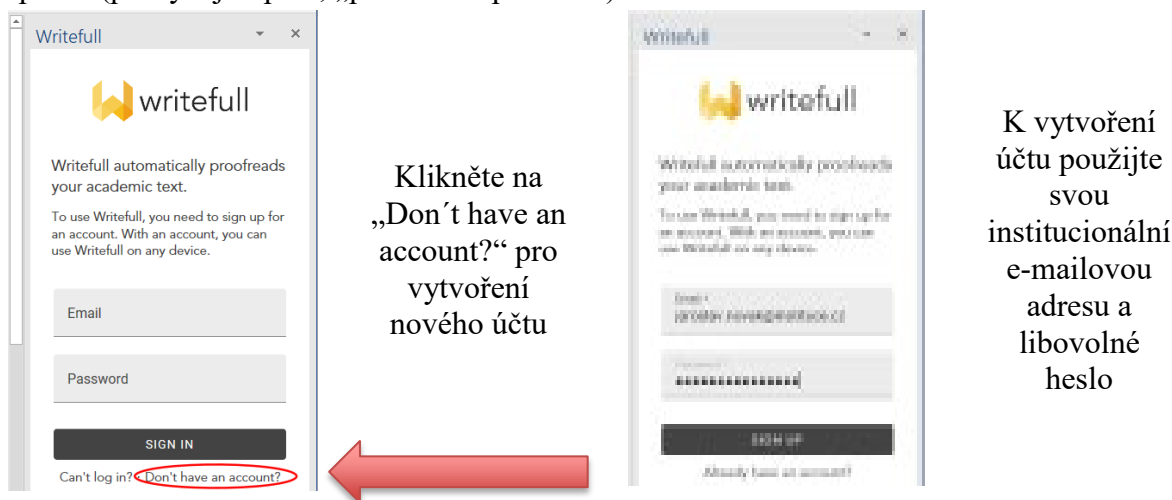 Writefull
writefull
Writefull automatically proofreads
your academic text.
To use Writefull, you need to sign up for
an account. With an account, you can
use Writefull on any device.
Email
Password
SIGN IN
Can't log in? Don't have an account?
Klikněte na
„Don´t have an
account?“ pro
vytvoření
nového účtu
Writefull
writefull
Writefull automatically proofreads
your academic text.
To use Writefull, you need to sign up for
an account. With an account, you can
use Writefull on any device.
Email *
SIGN UP
Already have an account?
K vytvoření
účtu použijte
svou
institucionální
e-mailovou
adresu a
libovolné
heslo